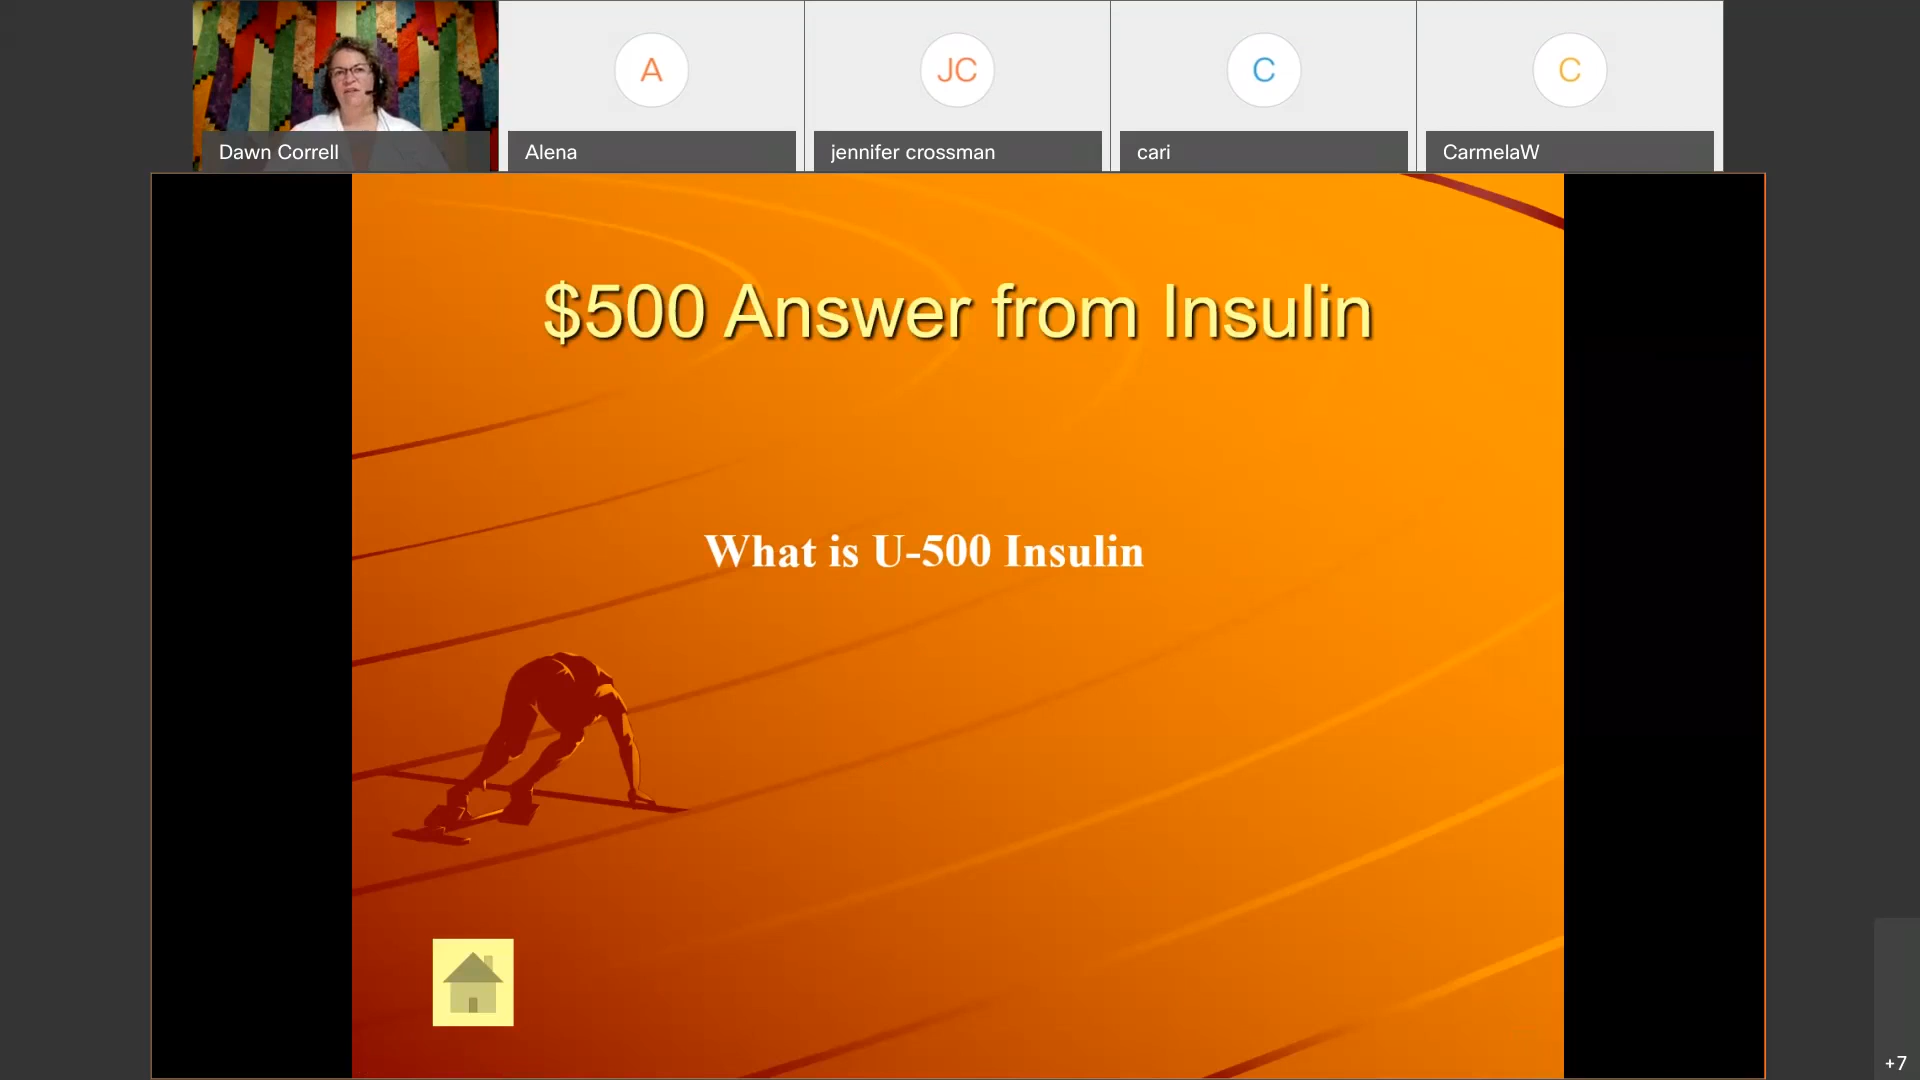 A
JC
C
C
Dawn Correll
Alena
jennifer crossman
cari
CarmelaW
$500 Answer from Insulin
What is U-500 Insulin
+7